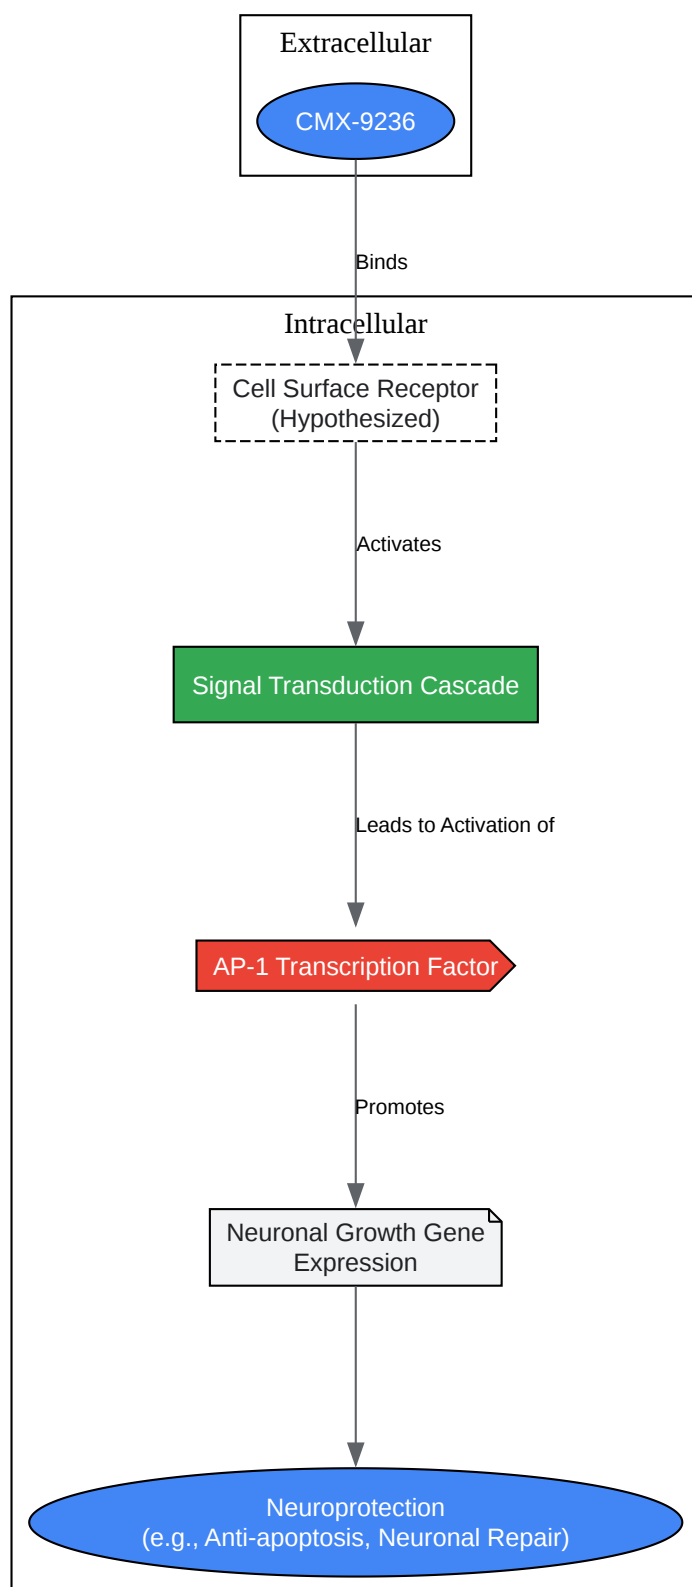 Extracellular
CMX-9236
Binds
Intracellular
Cell Surface Receptor
(Hypothesized)
Activates
Signal Transduction Cascade
Leads to Activation of
AP-1 Transcription Factor
Promotes
Neuronal Growth Gene
Expression
Neuroprotection
(e.g., Anti-apoptosis, Neuronal Repair)